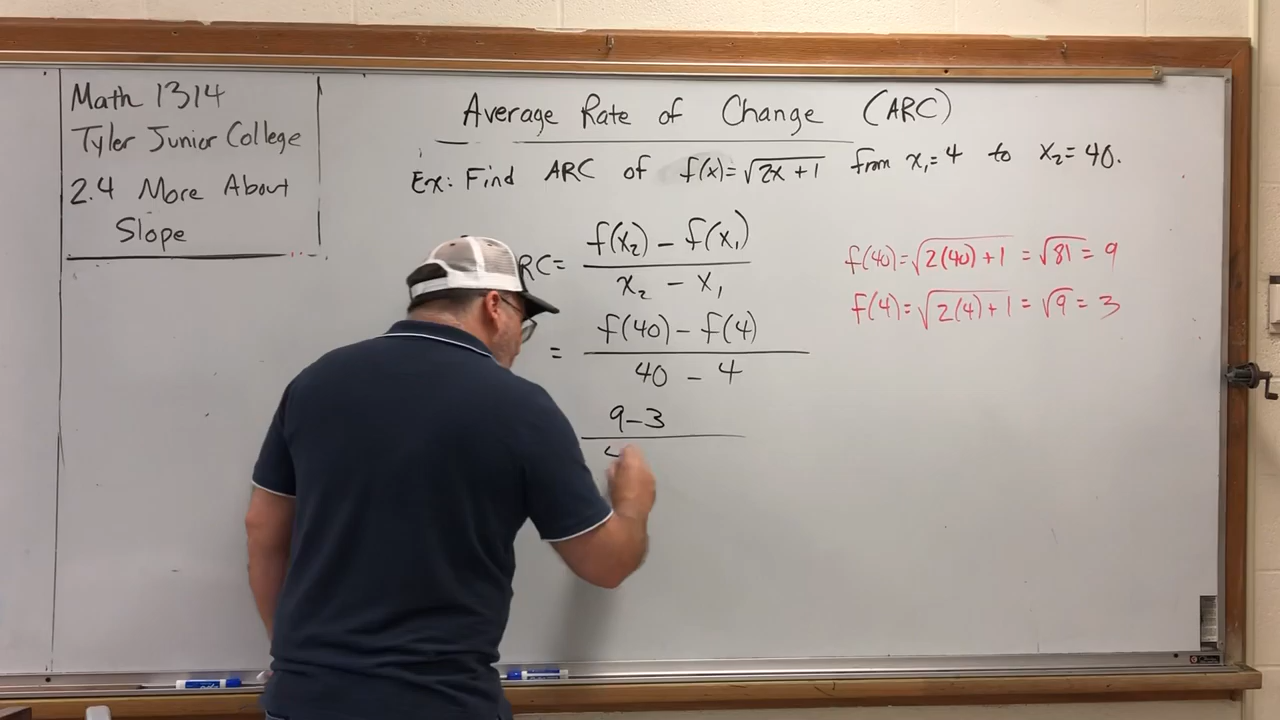 Math 1314
Tyler Junior College
2.4 More About
Slope
Average Rate of Change (ARC)
Ex: Find ARC of f(x)=√2x+1 from x₁=4 to x₂=40.
RC= f(x₂) - f(x₁)
x₂ - x₁
= f(40) - f(4)
40 - 4
9-3
f(40)=√2(40)+1 = √81 = 9
f(4)=√2(4)+1 = √9 = 3